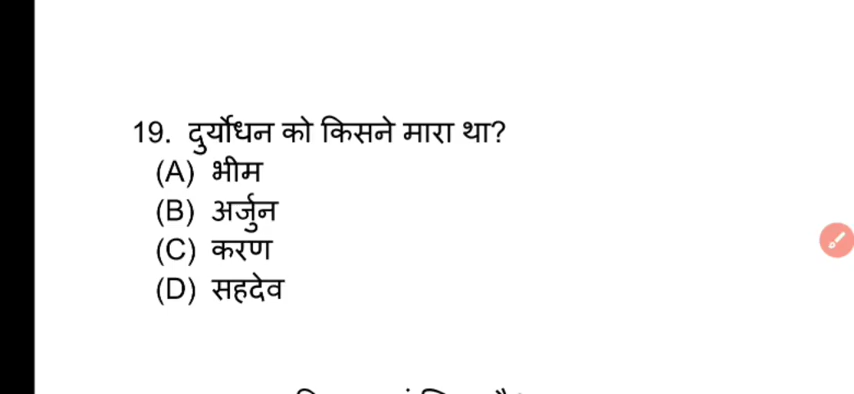 19. दुर्योधन को किसने मारा था?
(A) भीम
(B) अर्जुन
(C) करण
(D) सहदेव